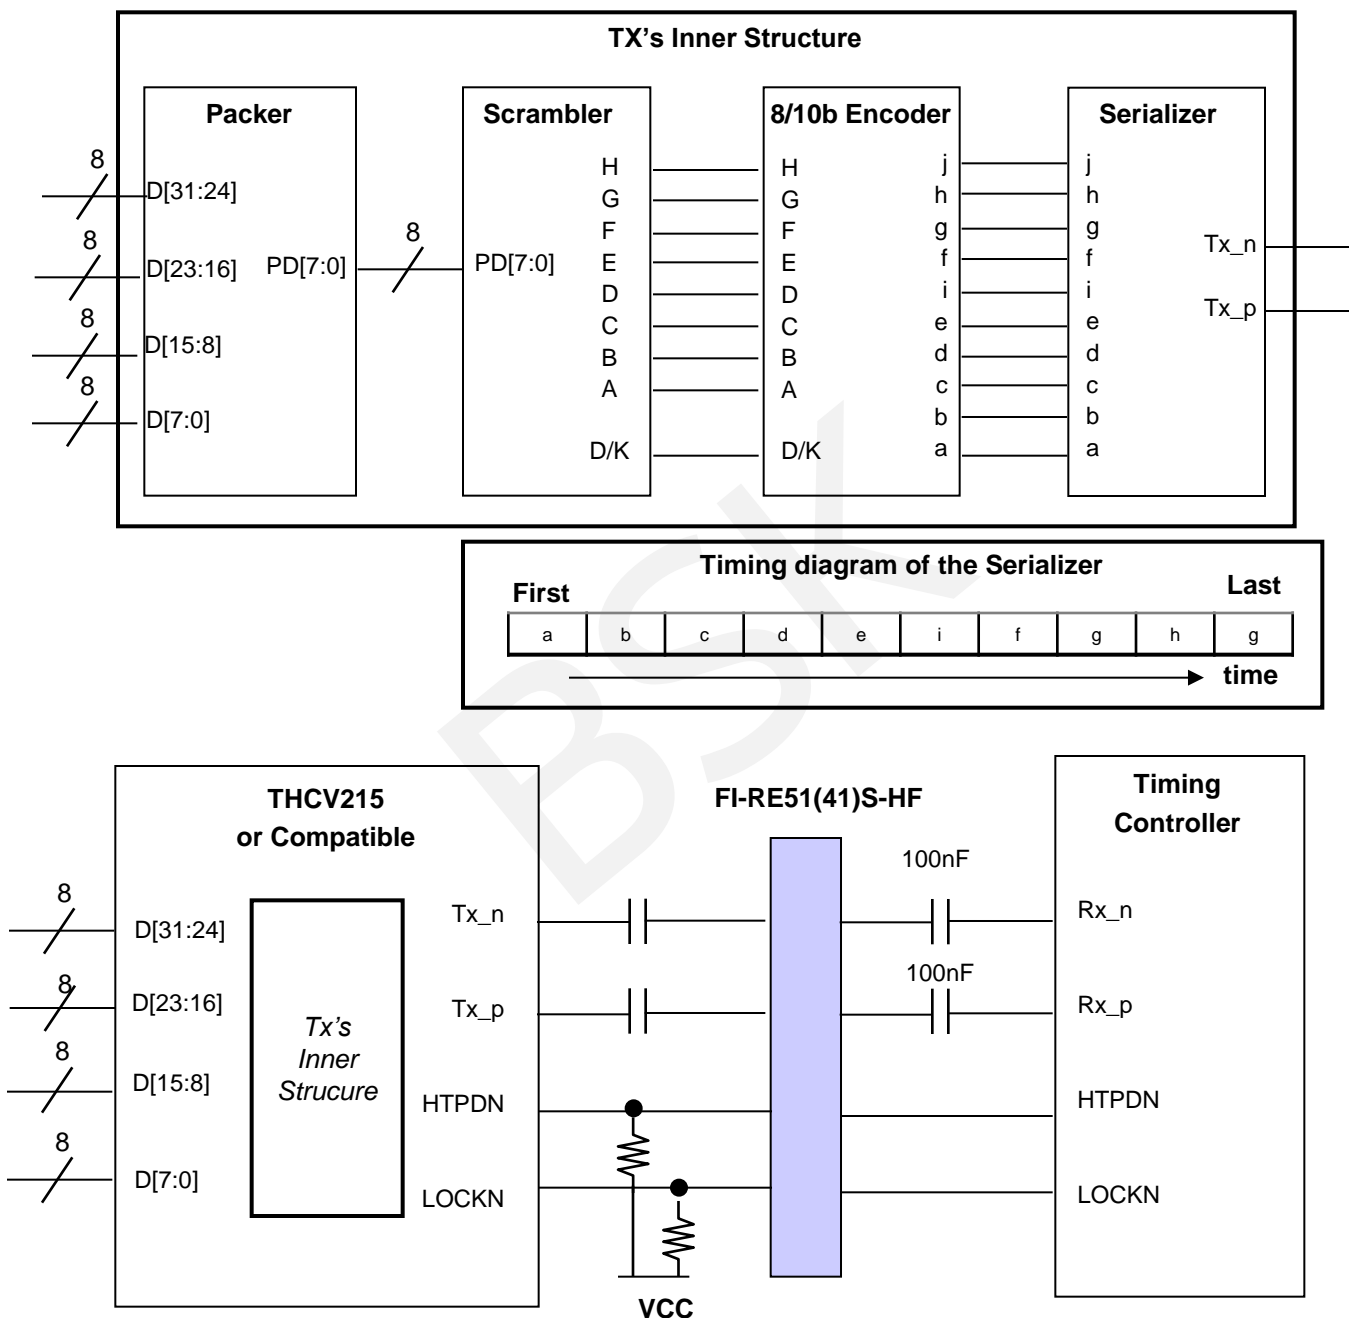 TX's Inner Structure
Packer
Scrambler
8/10b Encoder
Serializer
8
D[31:24]
8
D[23:16]
8
D[15:8]
8
D[7:0]
PD[7:0]
8
PD[7:0]
H
G
F
E
D
C
B
A
D/K
H
G
F
E
D
C
B
A
D/K
j
h
g
f
i
e
d
c
b
a
j
h
g
f
i
e
d
c
b
a
Tx_n
Tx_p
Timing diagram of the Serializer
First
Last
a b c d e i f g h g
time
BSK
THCV215
or Compatible
8
D[31:24]
8
D[23:16]
8
D[15:8]
8
D[7:0]
Tx's
Inner
Strucure
Tx_n
Tx_p
HTPDN
LOCKN
VCC
FI-RE51(41)S-HF
100nF
100nF
Timing
Controller
Rx_n
Rx_p
HTPDN
LOCKN